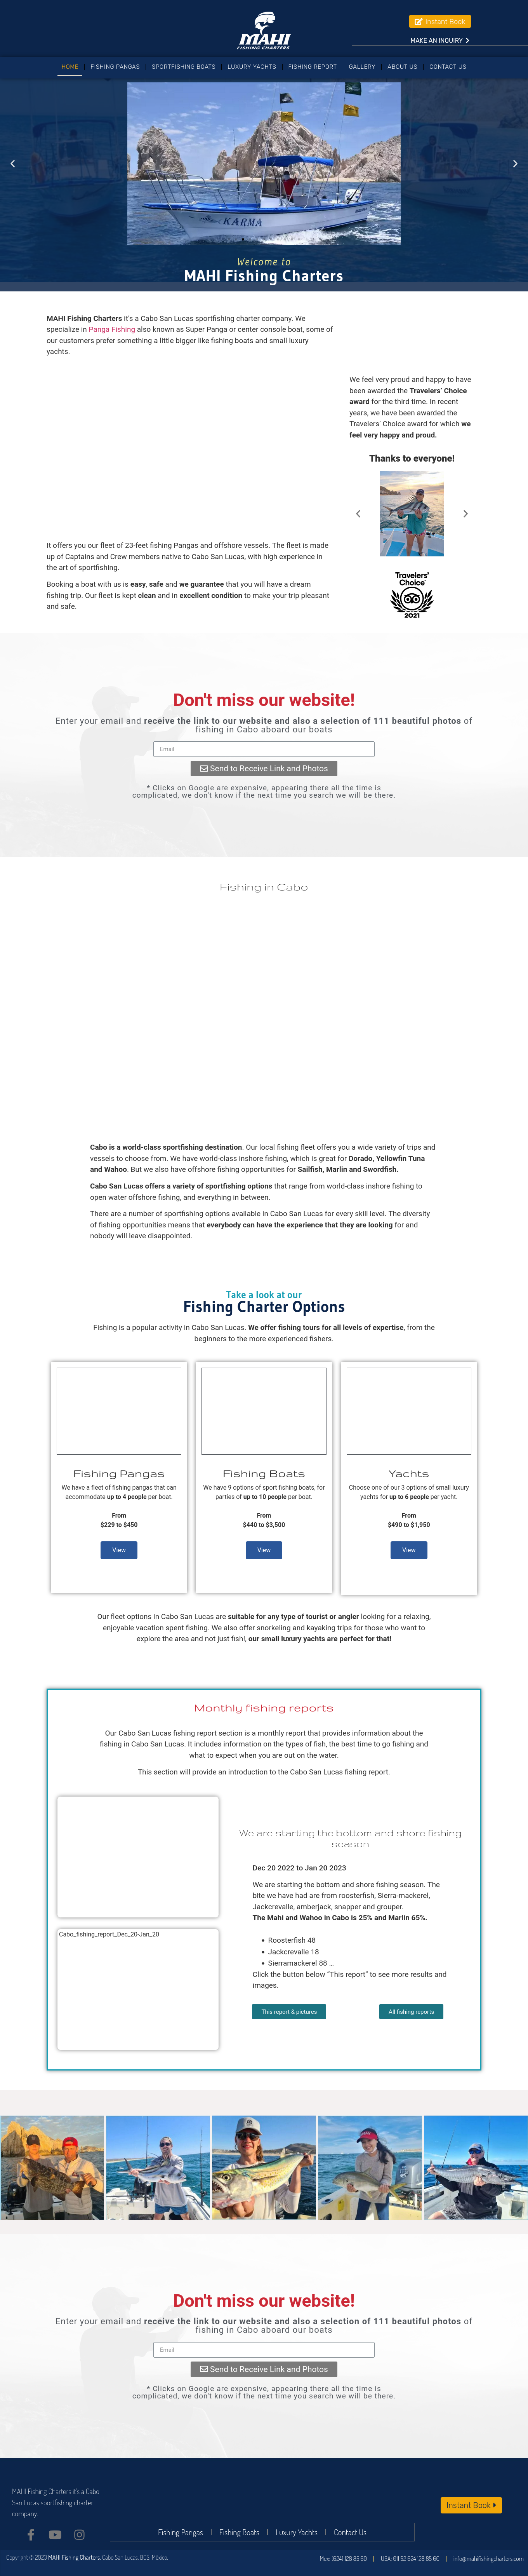 MAHI
FISHING CHARTERS
Instant Book
MAKE AN INQUIRY
HOME
FISHING PANGAS
SPORTFISHING BOATS
LUXURY YACHTS
FISHING REPORT
GALLERY
ABOUT US
CONTACT US
KARMA
Welcome to
MAHI Fishing Charters
MAHI Fishing Charters it's a Cabo San Lucas sportfishing charter company. We
specialize in Panga Fishing also known as Super Panga or center console boat, some of
our customers prefer something a little bigger like fishing boats and small luxury
yachts.
It offers you our fleet of 23-feet fishing Pangas and offshore vessels. The fleet is made
up of Captains and Crew members native to Cabo San Lucas, with high experience in
the art of sportfishing.
Booking a boat with us is easy, safe and we guarantee that you will have a dream
fishing trip. Our fleet is kept clean and in excellent condition to make your trip pleasant
and safe.
We feel very proud and happy to have
been awarded the Travelers' Choice
award for the third time. In recent
years, we have been awarded the
Travelers' Choice award for which we
feel very happy and proud.
Thanks to everyone!
Travelers'
Choice
2021
Don't miss our website!
Enter your email and receive the link to our website and also a selection of 111 beautiful photos of
fishing in Cabo aboard our boats
Email
Send to Receive Link and Photos
* Clicks on Google are expensive, appearing there all the time is
complicated, we don't know if the next time you search we will be there.
Fishing in Cabo
Cabo is a world-class sportfishing destination. Our local fishing fleet offers you a wide variety of trips and
vessels to choose from. We have world-class inshore fishing, which is great for Dorado, Yellowfin Tuna
and Wahoo. But we also have offshore fishing opportunities for Sailfish, Marlin and Swordfish.
Cabo San Lucas offers a variety of sportfishing options that range from world-class inshore fishing to
open water offshore fishing, and everything in between.
There are a number of sportfishing options available in Cabo San Lucas for every skill level. The diversity
of fishing opportunities means that everybody can have the experience that they are looking for and
nobody will leave disappointed.
Take a look at our
Fishing Charter Options
Fishing is a popular activity in Cabo San Lucas. We offer fishing tours for all levels of expertise, from the
beginners to the more experienced fishers.
Fishing Pangas
We have a fleet of fishing pangas that can
accommodate up to 4 people per boat.
From
$229 to $450
View
Fishing Boats
We have 9 options of sport fishing boats, for
parties of up to 10 people per boat.
From
$440 to $3,500
View
Yachts
Choose one of our 3 options of small luxury
yachts for up to 6 people per yacht.
From
$490 to $1,950
View
Our fleet options in Cabo San Lucas are suitable for any type of tourist or angler looking for a relaxing,
enjoyable vacation spent fishing. We also offer snorkeling and kayaking trips for those who want to
explore the area and not just fish!, our small luxury yachts are perfect for that!
Monthly fishing reports
Our Cabo San Lucas fishing report section is a monthly report that provides information about the
fishing in Cabo San Lucas. It includes information on the types of fish, the best time to go fishing and
what to expect when you are out on the water.
This section will provide an introduction to the Cabo San Lucas fishing report.
Cabo_fishing_report_Dec_20-Jan_20
We are starting the bottom and shore fishing
season
Dec 20 2022 to Jan 20 2023
We are starting the bottom and shore fishing season. The
bite we have had are from roosterfish, Sierra-mackerel,
Jackcrevalle, amberjack, snapper and grouper.
The Mahi and Wahoo in Cabo is 25% and Marlin 65%.
Roosterfish 48
Jackcrevalle 18
Sierramackerel 88 …
Click the button below "This report" to see more results and
images.
This report & pictures
All fishing reports
Don't miss our website!
Enter your email and receive the link to our website and also a selection of 111 beautiful photos of
fishing in Cabo aboard our boats
Email
Send to Receive Link and Photos
* Clicks on Google are expensive, appearing there all the time is
complicated, we don't know if the next time you search we will be there.
MAHI Fishing Charters it's a Cabo
San Lucas sportfishing charter
company.
Instant Book
Fishing Pangas
Fishing Boats
Luxury Yachts
Contact Us
Copyright © 2023 MAHI Fishing Charters, Cabo San Lucas, BCS, México.
Mex: (624) 128 85 60
USA: 011 52 624 128 85 60
info@mahifishingcharters.com